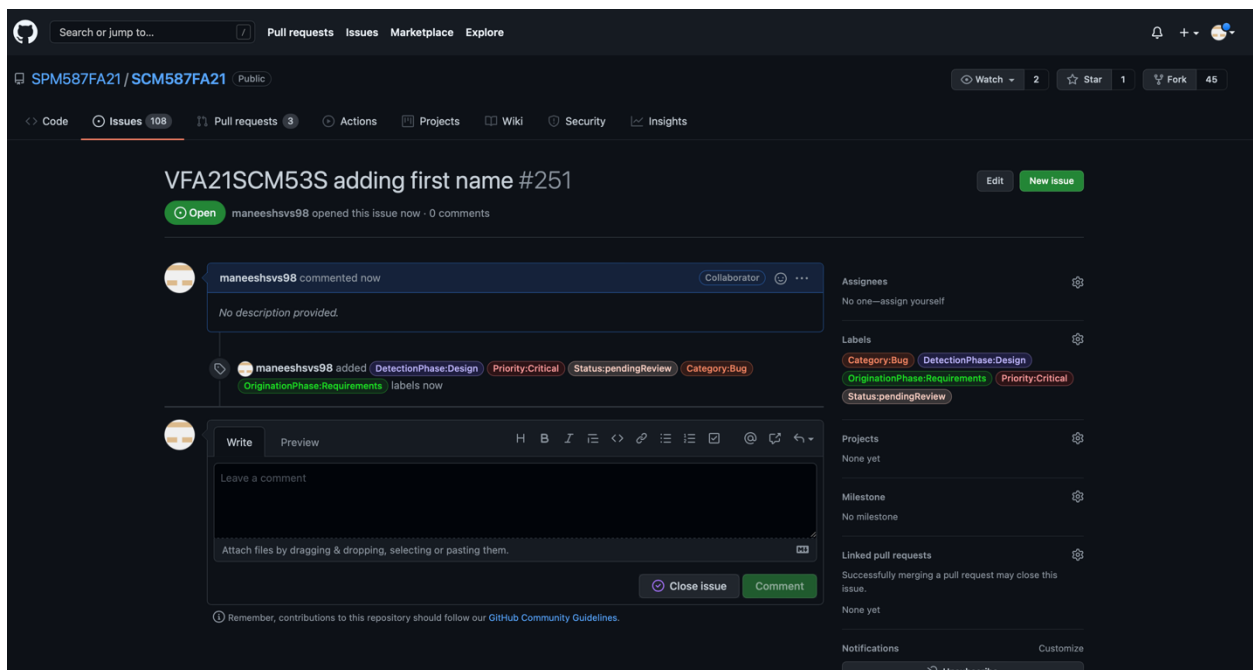 Search or jump to... / Pull requests Issues Marketplace Explore
SPM587FA21 / SCM587FA21 Public Watch 2 Star 1 Fork 45
<> Code Issues 108 Pull requests 3 Actions Projects Wiki Security Insights
VFA21SCM53S adding first name #251 Edit New issue
Open maneeshsvs98 opened this issue now · 0 comments
maneeshsvs98 commented now Collaborator ...
No description provided.
maneeshsvs98 added DetectionPhase:Design Priority:Critical Status:pendingReview Category:Bug
OriginationPhase:Requirements labels now
Write Preview H B I <> @
Leave a comment
Attach files by dragging & dropping, selecting or pasting them.
Close issue Comment
Remember, contributions to this repository should follow our GitHub Community Guidelines.
Assignees
No one—assign yourself
Labels
Category:Bug DetectionPhase:Design
OriginationPhase:Requirements Priority:Critical
Status:pendingReview
Projects
None yet
Milestone
No milestone
Linked pull requests
Successfully merging a pull request may close this
issue.
None yet
Notifications Customize